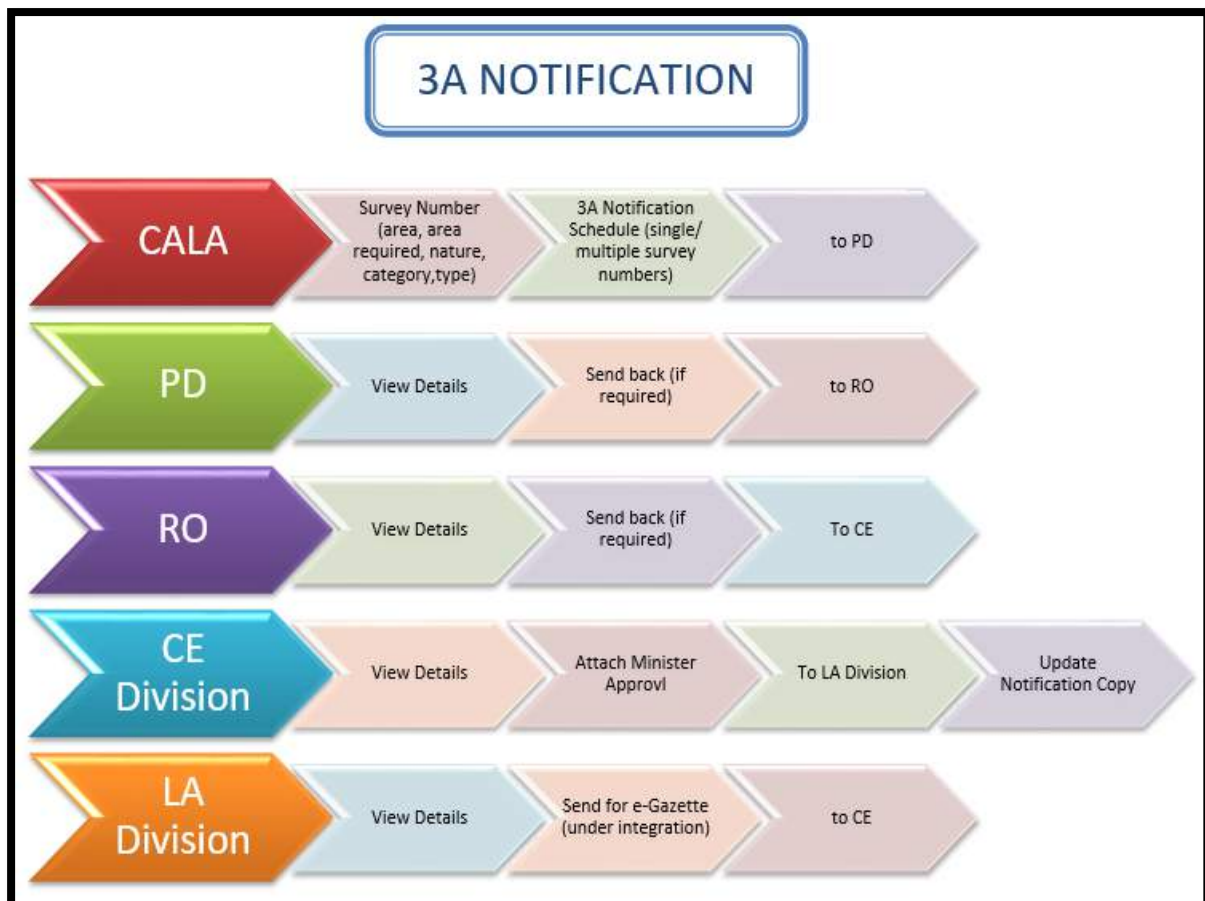 3A NOTIFICATION
CALA
Survey Number
(area, area
required, nature,
category,type)
3A Notification
Schedule (single/
multiple survey
numbers)
to PD
PD
View Details
Send back (if
required)
to RO
RO
View Details
Send back (if
required)
To CE
CE
Division
View Details
Attach Minister
Approvl
To LA Division
Update
Notification Copy
LA
Division
View Details
Send for e-Gazette
(under integration)
to CE